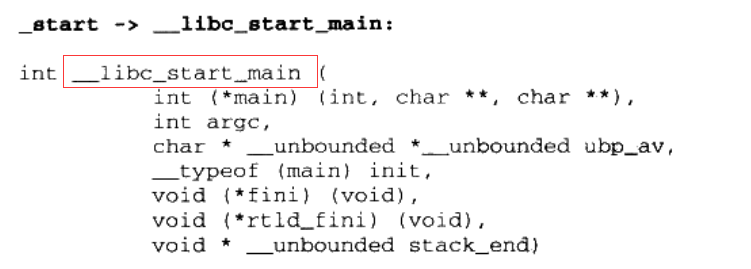 _start -> __libc_start_main:
int __libc_start_main (
int (*main) (int, char **, char **),
int argc,
char * __unbounded *__unbounded ubp_av,
__typeof (main) init,
void (*fini) (void),
void (*rtld_fini) (void),
void * __unbounded stack_end)